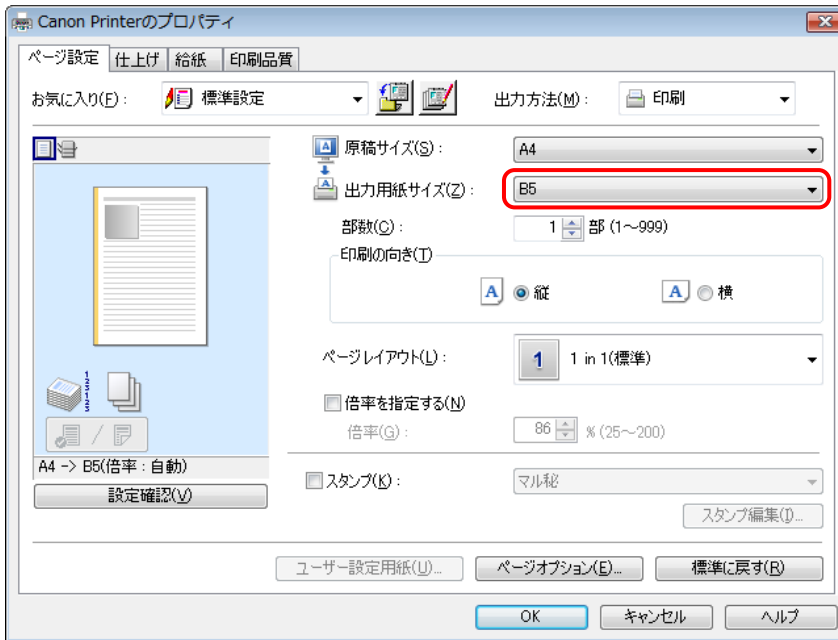 Canon Printerのプロパティ
ページ設定 仕上げ 給紙 印刷品質
お気に入り(F): 標準設定 出力方法(M): 印刷
原稿サイズ(S): A4
出力用紙サイズ(Z): B5
部数(C): 1 部 (1~999)
印刷の向き(T)
A 縦 A 横
ページレイアウト(L): 1 1 in 1(標準)
倍率を指定する(N)
倍率(G): 86 % (25~200)
A4 -> B5(倍率:自動)
設定確認(V)
スタンプ(K): マル秘
スタンプ編集(I)...
ユーザー設定用紙(U)... ページオプション(E)... 標準に戻す(R)
OK キャンセル ヘルプ